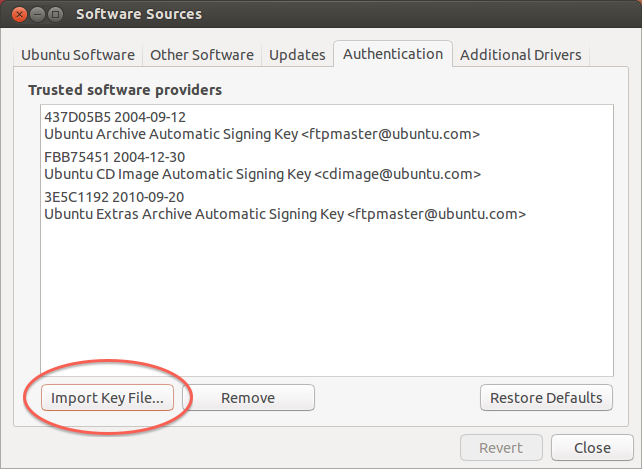 Software Sources
Ubuntu Software Other Software Updates Authentication Additional Drivers
Trusted software providers
437D05B5 2004-09-12
Ubuntu Archive Automatic Signing Key <ftpmaster@ubuntu.com>
FBB75451 2004-12-30
Ubuntu CD Image Automatic Signing Key <cdimage@ubuntu.com>
3E5C1192 2010-09-20
Ubuntu Extras Archive Automatic Signing Key <ftpmaster@ubuntu.com>
Import Key File... Remove Restore Defaults
Revert Close